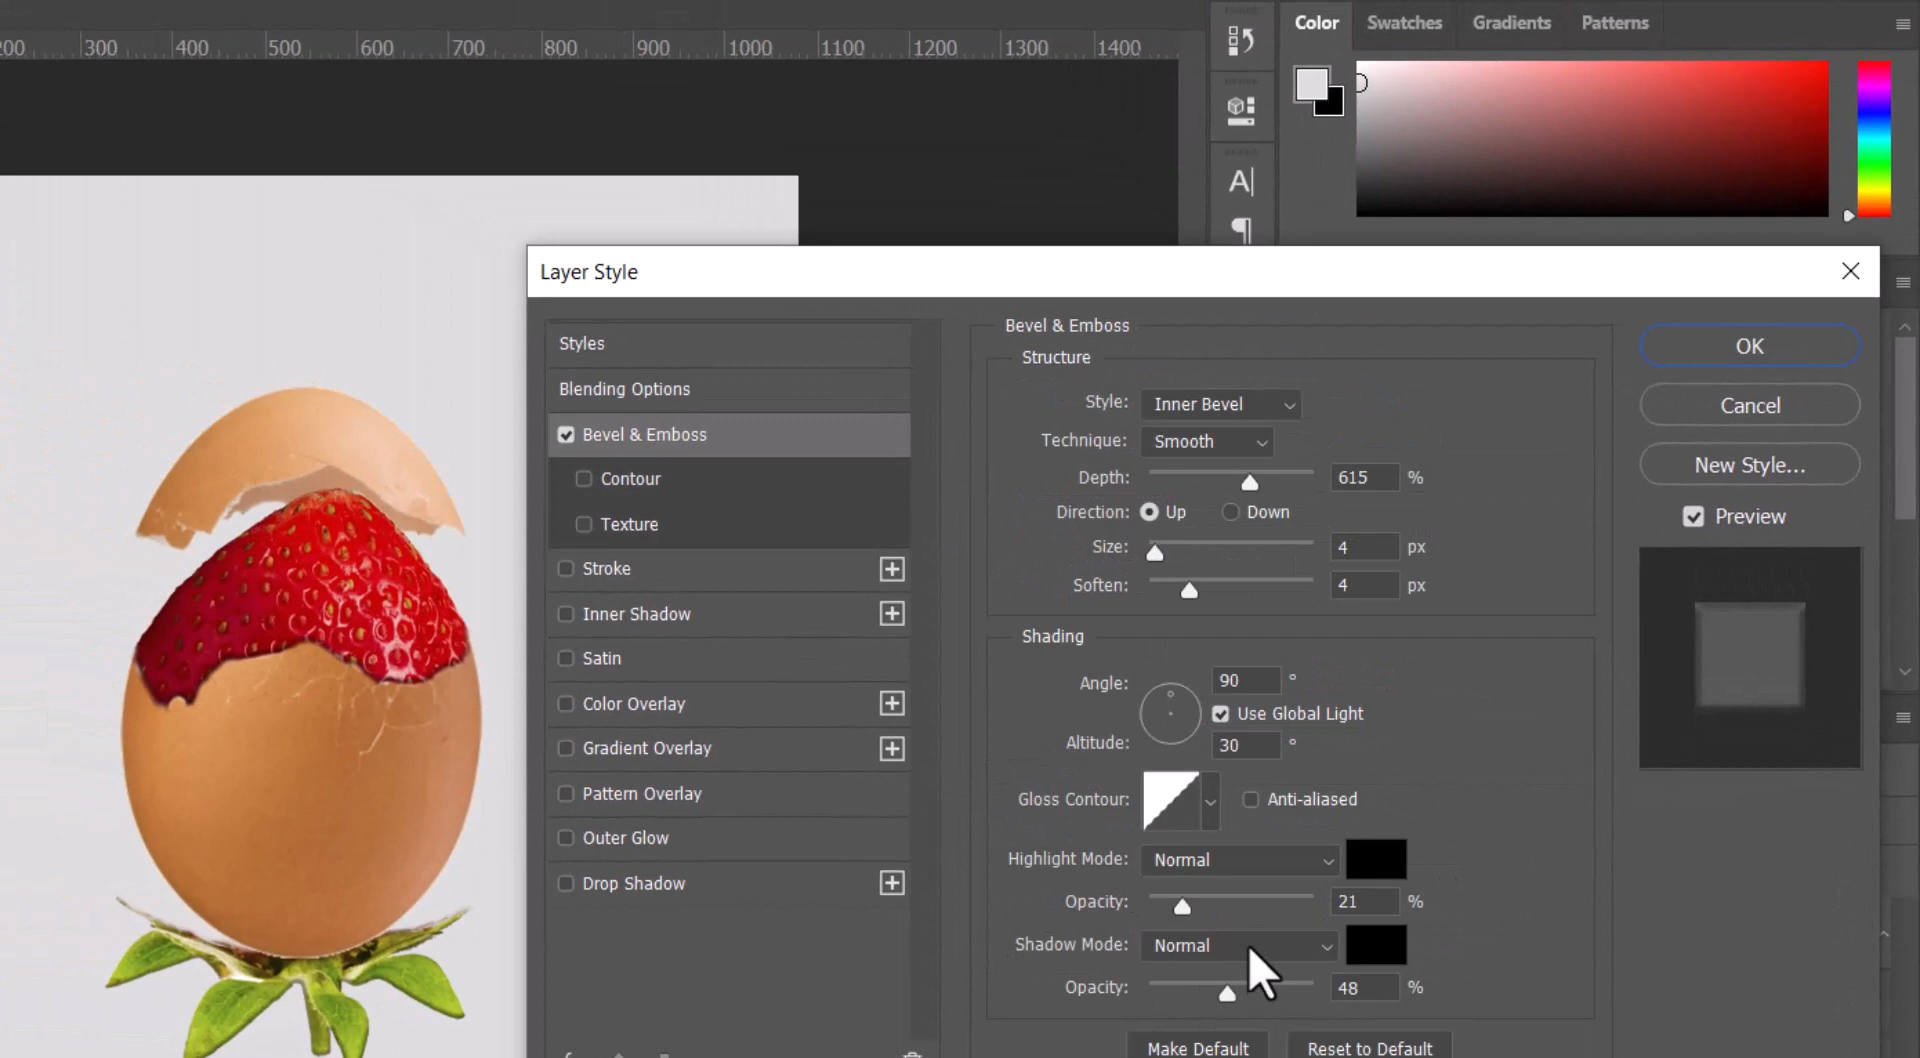 Color Swatches Gradients Patterns
200 300 400 500 600 700 800 900 1000 1100 1200 1300 1400
A
Layer Style
Styles
Blending Options
Bevel & Emboss
Contour
Texture
Stroke
Inner Shadow
Satin
Color Overlay
Gradient Overlay
Pattern Overlay
Outer Glow
Drop Shadow
Bevel & Emboss
Structure
Style: Inner Bevel
Technique: Smooth
Depth: 615 %
Direction: Up Down
Size: 4 px
Soften: 4 px
Shading
Angle: 90 °
Use Global Light
Altitude: 30 °
Gloss Contour: Anti-aliased
Highlight Mode: Normal
Opacity: 21 %
Shadow Mode: Normal
Opacity: 48 %
Make Default Reset to Default
OK
Cancel
New Style...
Preview